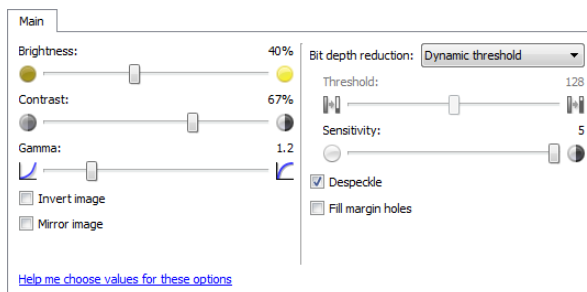 Main
Brightness: 40%
Contrast: 67%
Gamma: 1.2
Invert image
Mirror image
Help me choose values for these options
Bit depth reduction: Dynamic threshold
Threshold: 128
Sensitivity: 5
Despeckle
Fill margin holes